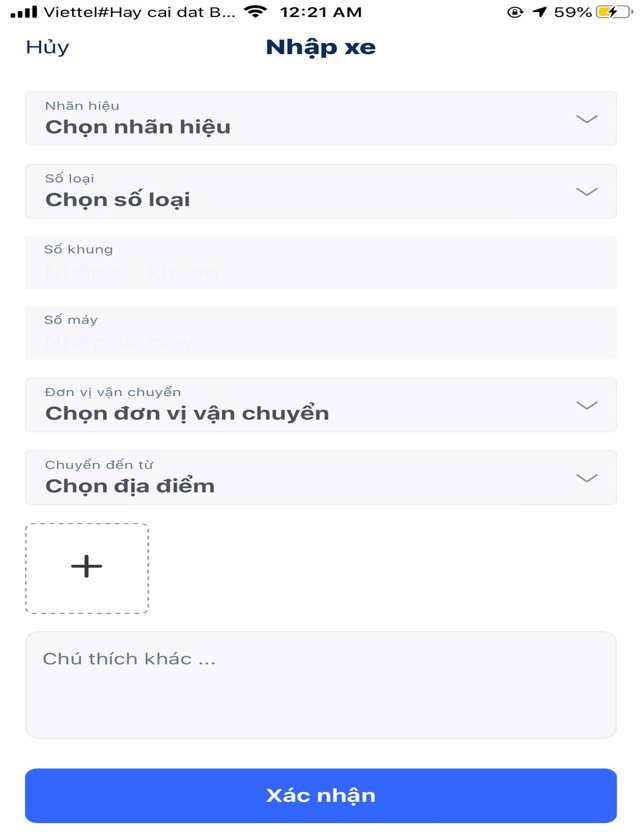 Viettel#Hay cai dat B... 12:21 AM 59%
Hủy Nhập xe
Nhãn hiệu
Chọn nhãn hiệu
Số loại
Chọn số loại
Số khung
Nhập số khung
Số máy
Nhập số máy
Đơn vị vận chuyển
Chọn đơn vị vận chuyển
Chuyển đến từ
Chọn địa điểm
+
Chú thích khác ...
Xác nhận